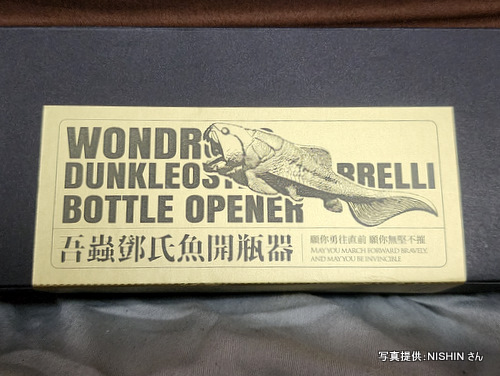 WONDR
DUNKLEOST RRELLI
BOTTLE OPENER
吾蟲鄧氏魚開瓶器
願你勇往直前 願你無堅不摧
MAY YOU MARCH FORWARD BRAVELY,
AND MAY YOU BE INVINCIBLE
写真提供：NISHIN さん